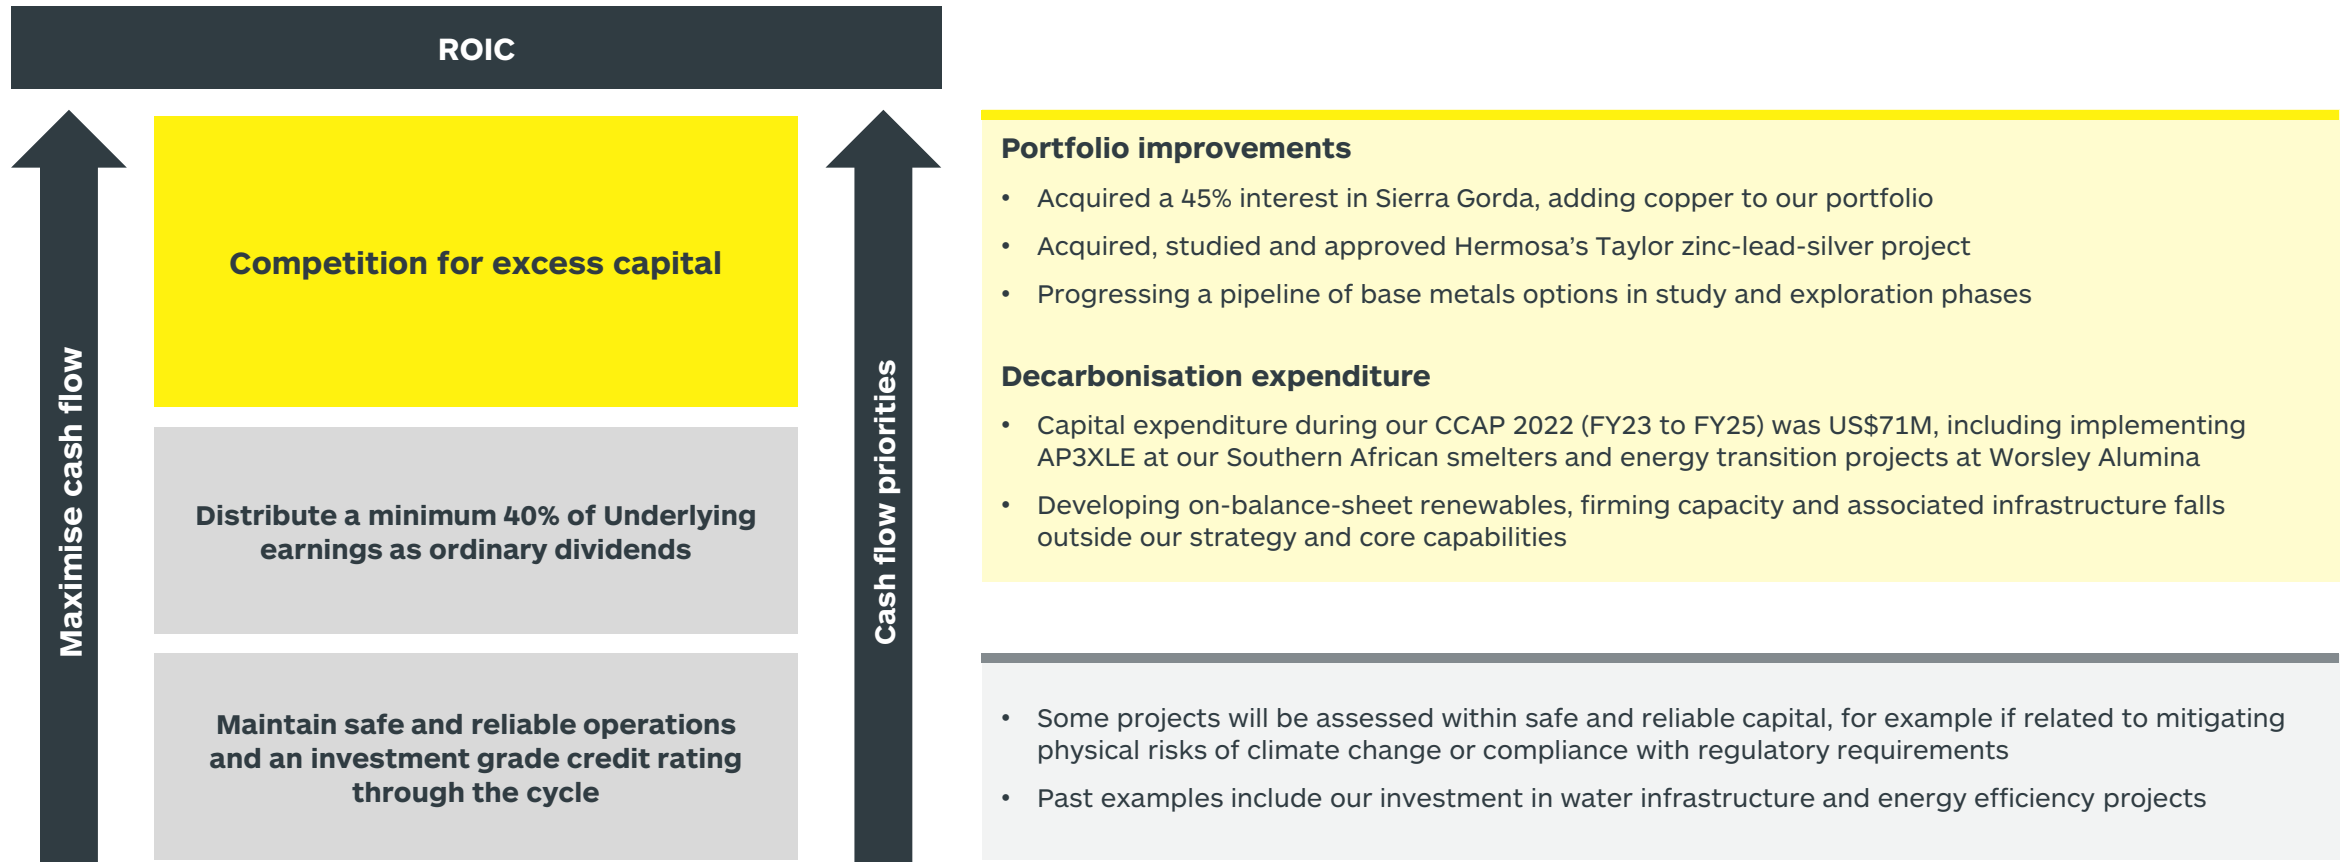 ROIC
Maximise cash flow
Competition for excess capital
Distribute a minimum 40% of Underlying
earnings as ordinary dividends
Maintain safe and reliable operations
and an investment grade credit rating
through the cycle
Cash flow priorities
Portfolio improvements
• Acquired a 45% interest in Sierra Gorda, adding copper to our portfolio
• Acquired, studied and approved Hermosa’s Taylor zinc-lead-silver project
• Progressing a pipeline of base metals options in study and exploration phases
Decarbonisation expenditure
• Capital expenditure during our CCAP 2022 (FY23 to FY25) was US$71M, including implementing
AP3XLE at our Southern African smelters and energy transition projects at Worsley Alumina
• Developing on-balance-sheet renewables, firming capacity and associated infrastructure falls
outside our strategy and core capabilities
• Some projects will be assessed within safe and reliable capital, for example if related to mitigating
physical risks of climate change or compliance with regulatory requirements
• Past examples include our investment in water infrastructure and energy efficiency projects